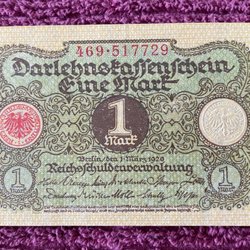 469·517729
Darlehnskassenschein
Eine Mark
1
Mark
Berlin, den 1. März 1920
Reichsschuldenverwaltung
1
1